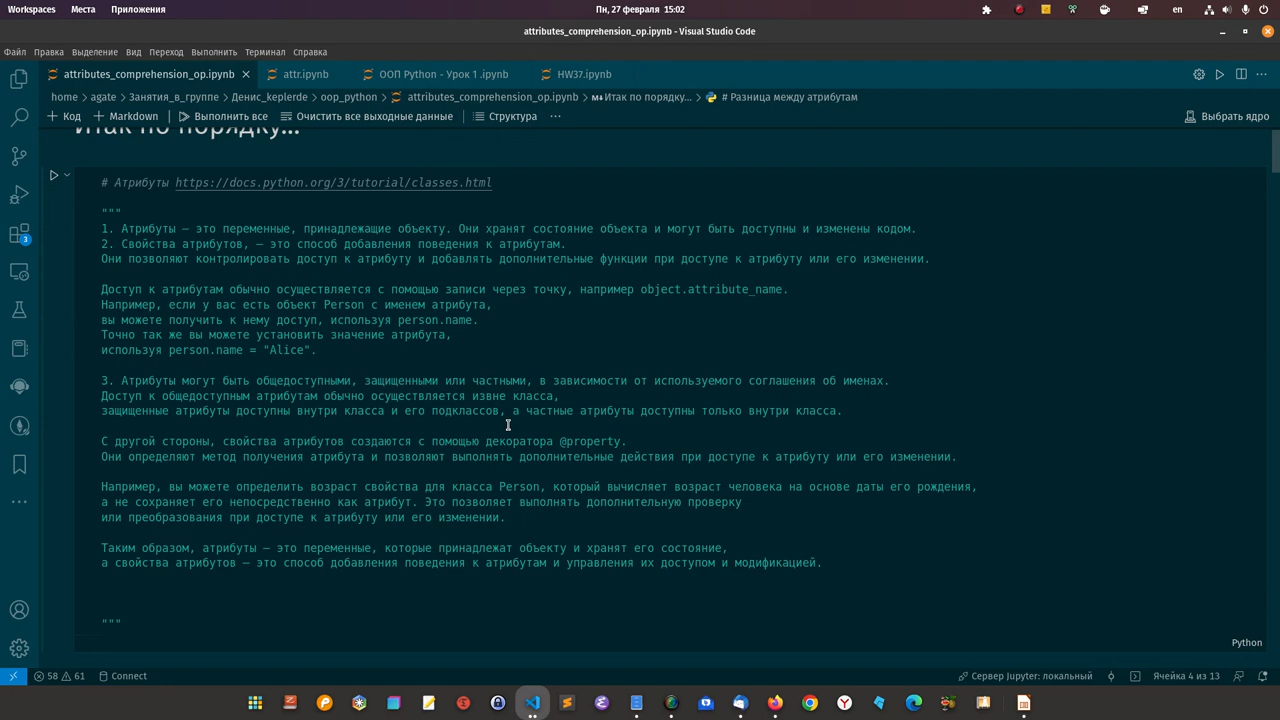 Workspaces Места Приложения Пн, 27 февраля 15:02 en
attributes_comprehension_op.ipynb - Visual Studio Code
Файл Правка Выделение Вид Переход Выполнить Терминал Справка
attributes_comprehension_op.ipynb attr.ipynb ООП Python - Урок 1 .ipynb HW37.ipynb
home > agate > Занятия_в_группе > Денис_keplerde > oop_python > attributes_comprehension_op.ipynb > M↓Итак по порядку... > # Разница между атрибутам
+ Код + Markdown Выполнить все Очистить все выходные данные Структура ... Выбрать ядро
Итак по порядку...
# Атрибуты https://docs.python.org/3/tutorial/classes.html
"""
1. Атрибуты — это переменные, принадлежащие объекту. Они хранят состояние объекта и могут быть доступны и изменены кодом.
2. Свойства атрибутов, — это способ добавления поведения к атрибутам.
Они позволяют контролировать доступ к атрибуту и добавлять дополнительные функции при доступе к атрибуту или его изменении.
Доступ к атрибутам обычно осуществляется с помощью записи через точку, например object.attribute_name.
Например, если у вас есть объект Person с именем атрибута,
вы можете получить к нему доступ, используя person.name.
Точно так же вы можете установить значение атрибута,
используя person.name = "Alice".
3. Атрибуты могут быть общедоступными, защищенными или частными, в зависимости от используемого соглашения об именах.
Доступ к общедоступным атрибутам обычно осуществляется извне класса,
защищенные атрибуты доступны внутри класса и его подклассов, а частные атрибуты доступны только внутри класса.
С другой стороны, свойства атрибутов создаются с помощью декоратора @property.
Они определяют метод получения атрибута и позволяют выполнять дополнительные действия при доступе к атрибуту или его изменении.
Например, вы можете определить возраст свойства для класса Person, который вычисляет возраст человека на основе даты его рождения,
а не сохраняет его непосредственно как атрибут. Это позволяет выполнять дополнительную проверку
или преобразования при доступе к атрибуту или его изменении.
Таким образом, атрибуты — это переменные, которые принадлежат объекту и хранят его состояние,
а свойства атрибутов — это способ добавления поведения к атрибутам и управления их доступом и модификацией.
"""
Python
3
58 61 Connect Сервер Jupyter: локальный Ячейка 4 из 13